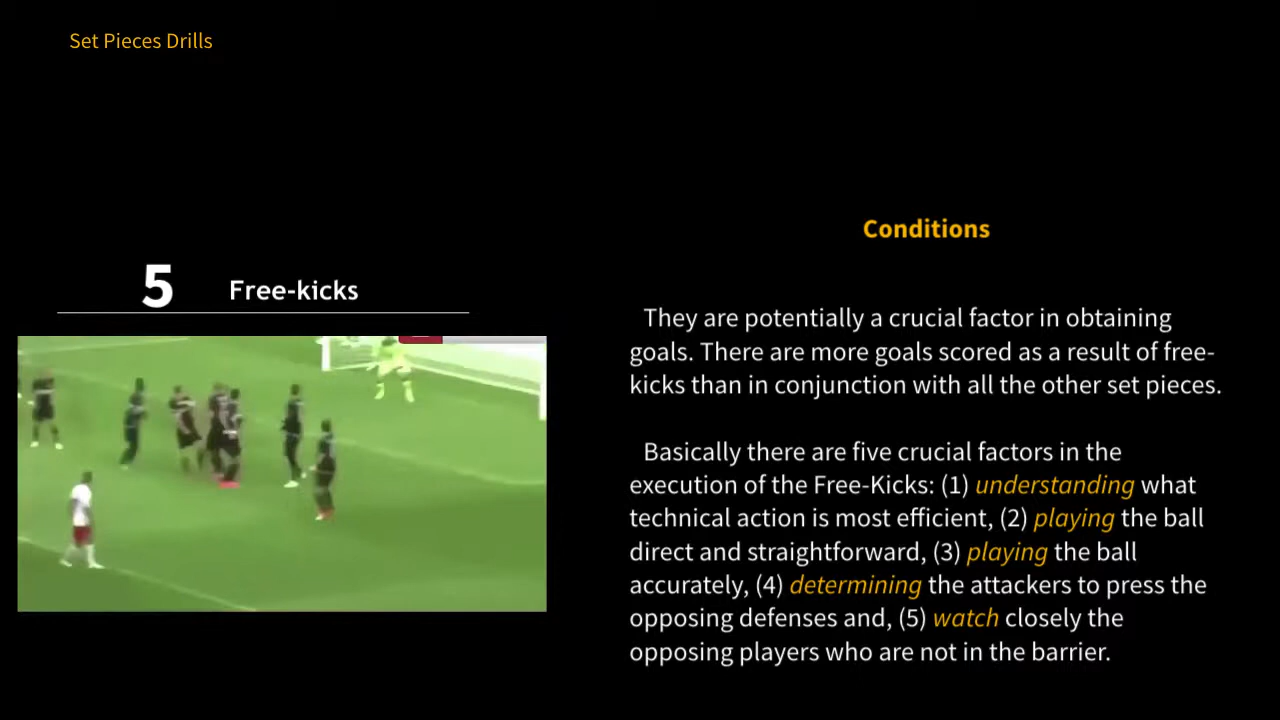 Set Pieces Drills
5 Free-kicks
Conditions
They are potentially a crucial factor in obtaining
goals. There are more goals scored as a result of free-
kicks than in conjunction with all the other set pieces.
Basically there are five crucial factors in the
execution of the Free-Kicks: (1) understanding what
technical action is most efficient, (2) playing the ball
direct and straightforward, (3) playing the ball
accurately, (4) determining the attackers to press the
opposing defenses and, (5) watch closely the
opposing players who are not in the barrier.